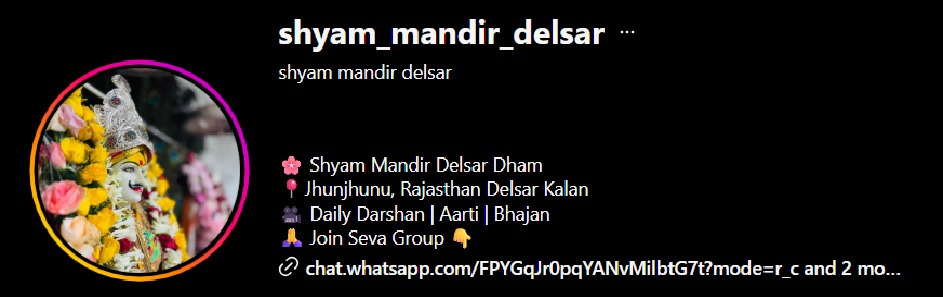 shyam_mandir_delsar ...
shyam mandir delsar
🌸 Shyam Mandir Delsar Dham
📍Jhunjhunu, Rajasthan Delsar Kalan
🎥 Daily Darshan | Aarti | Bhajan
🙏 Join Seva Group 👇
chat.whatsapp.com/FPYGqJr0pqYANvMilbtG7t?mode=r_c and 2 mo...